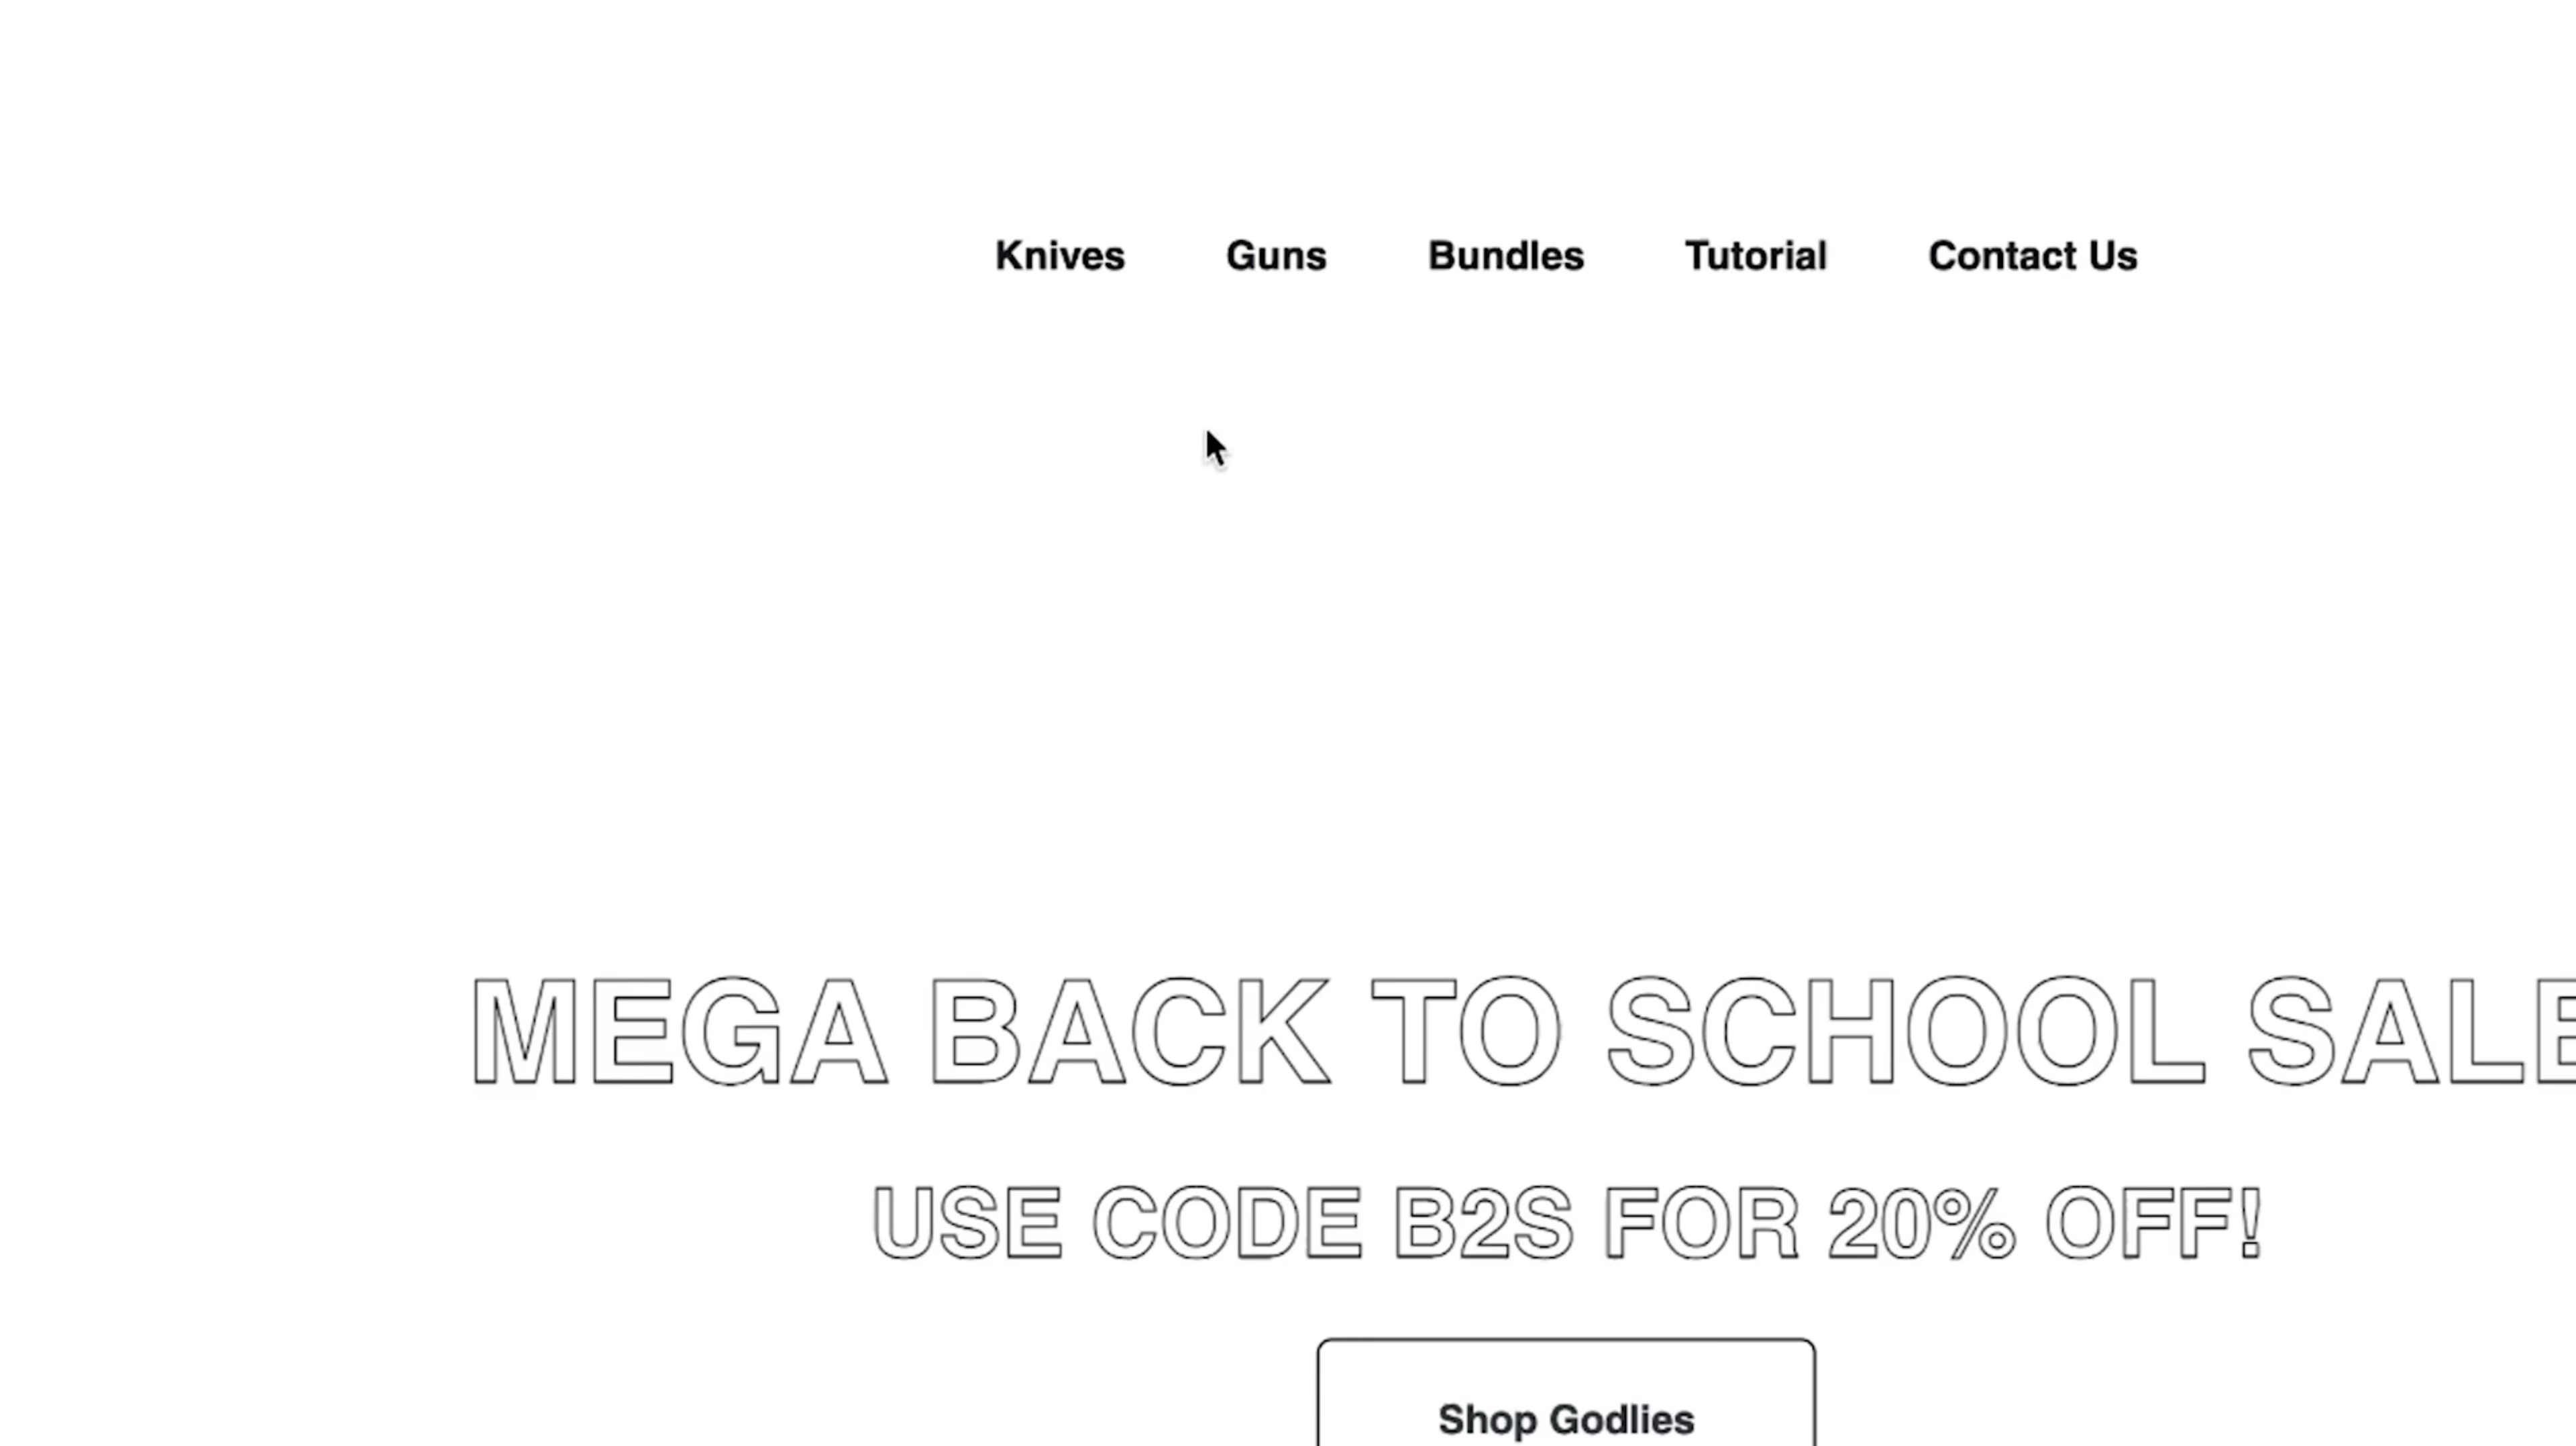 Knives Guns Bundles Tutorial Contact Us
MEGA BACK TO SCHOOL SALE
USE CODE B2S FOR 20% OFF!
Shop Godlies